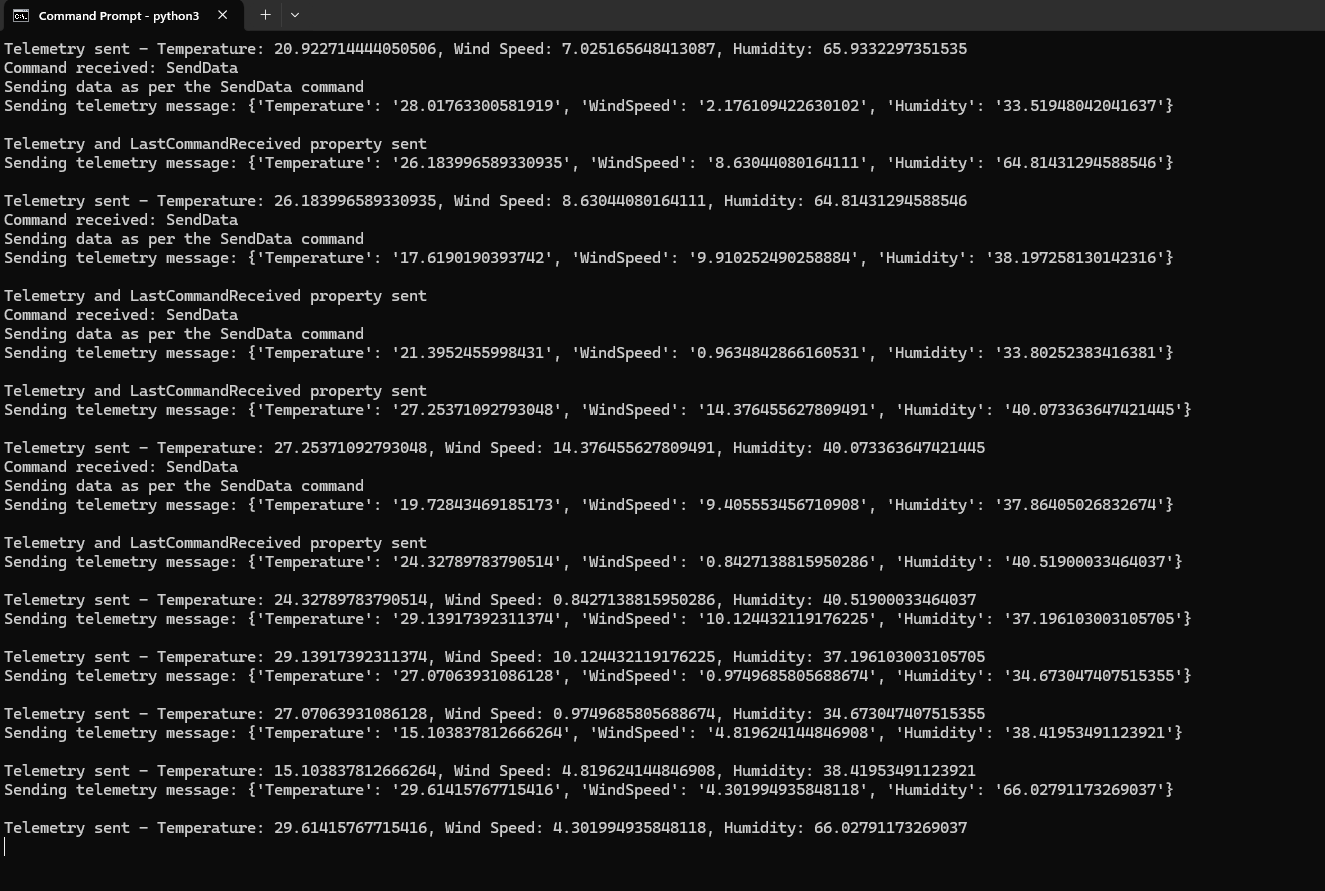 Command Prompt - python3
Telemetry sent - Temperature: 20.922714444050506, Wind Speed: 7.025165648413087, Humidity: 65.9332297351535
Command received: SendData
Sending data as per the SendData command
Sending telemetry message: {'Temperature': '28.01763300581919', 'WindSpeed': '2.176109422630102', 'Humidity': '33.51948042041637'}
Telemetry and LastCommandReceived property sent
Sending telemetry message: {'Temperature': '26.183996589330935', 'WindSpeed': '8.63044080164111', 'Humidity': '64.81431294588546'}
Telemetry sent - Temperature: 26.183996589330935, Wind Speed: 8.63044080164111, Humidity: 64.81431294588546
Command received: SendData
Sending data as per the SendData command
Sending telemetry message: {'Temperature': '17.6190190393742', 'WindSpeed': '9.910252490258884', 'Humidity': '38.197258130142316'}
Telemetry and LastCommandReceived property sent
Command received: SendData
Sending data as per the SendData command
Sending telemetry message: {'Temperature': '21.3952455998431', 'WindSpeed': '0.9634842866160531', 'Humidity': '33.80252383416381'}
Telemetry and LastCommandReceived property sent
Sending telemetry message: {'Temperature': '27.25371092793048', 'WindSpeed': '14.376455627809491', 'Humidity': '40.073363647421445'}
Telemetry sent - Temperature: 27.25371092793048, Wind Speed: 14.376455627809491, Humidity: 40.073363647421445
Command received: SendData
Sending data as per the SendData command
Sending telemetry message: {'Temperature': '19.72843469185173', 'WindSpeed': '9.4055534567109​08', 'Humidity': '37.86405026832674'}
Telemetry and LastCommandReceived property sent
Sending telemetry message: {'Temperature': '24.32789783790514', 'WindSpeed': '0.8427138815950286', 'Humidity': '40.51900033464037'}
Telemetry sent - Temperature: 24.32789783790514, Wind Speed: 0.8427138815950286, Humidity: 40.51900033464037
Sending telemetry message: {'Temperature': '29.13917392311374', 'WindSpeed': '10.124432119176225', 'Humidity': '37.196103003105705'}
Telemetry sent - Temperature: 29.13917392311374, Wind Speed: 10.124432119176225, Humidity: 37.196103003105705
Sending telemetry message: {'Temperature': '27.07063931086128', 'WindSpeed': '0.9749685805688674', 'Humidity': '34.673047407515355'}
Telemetry sent - Temperature: 27.07063931086128, Wind Speed: 0.9749685805688674, Humidity: 34.673047407515355
Sending telemetry message: {'Temperature': '15.103837812666264', 'WindSpeed': '4.819624144846908', 'Humidity': '38.41953491123921'}
Telemetry sent - Temperature: 15.103837812666264, Wind Speed: 4.819624144846908, Humidity: 38.41953491123921
Sending telemetry message: {'Temperature': '29.61415767715416', 'WindSpeed': '4.301994935848118', 'Humidity': '66.02791173269037'}
Telemetry sent - Temperature: 29.61415767715416, Wind Speed: 4.301994935848118, Humidity: 66.02791173269037